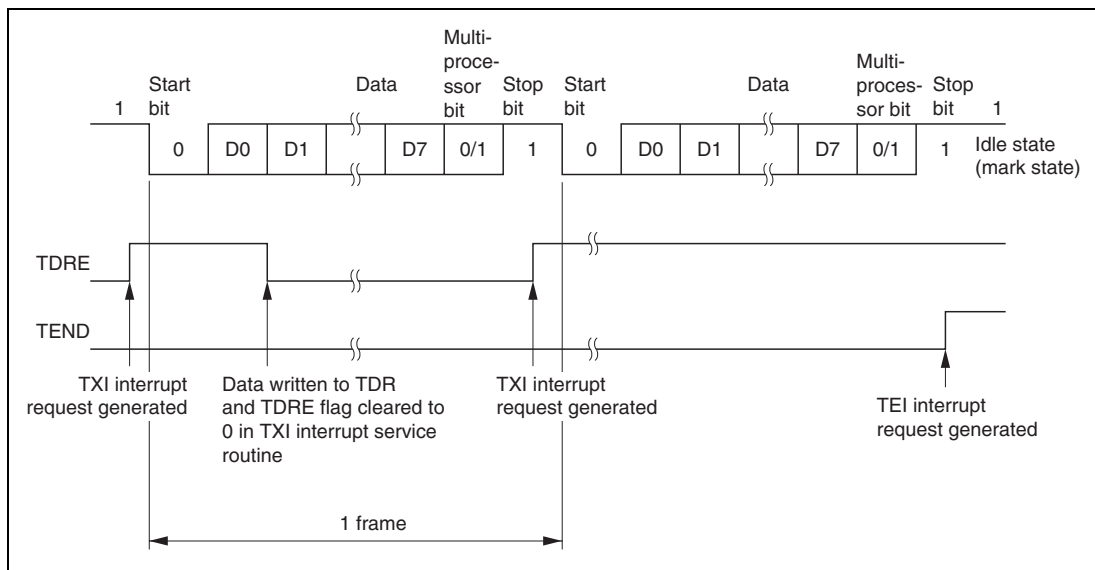 Multi-
proce-
ssor
bit
Start
bit
Data
Stop
bit
Start
bit
Data
Multi-
proces-
sor bit
Stop
bit
1
1
0
D0
D1
D7
0/1
1
0
D0
D1
D7
0/1
1
Idle state
(mark state)
TDRE
TEND
TXI interrupt
request generated
Data written to TDR
and TDRE flag cleared to
0 in TXI interrupt service
routine
TXI interrupt
request generated
TEI interrupt
request generated
1 frame